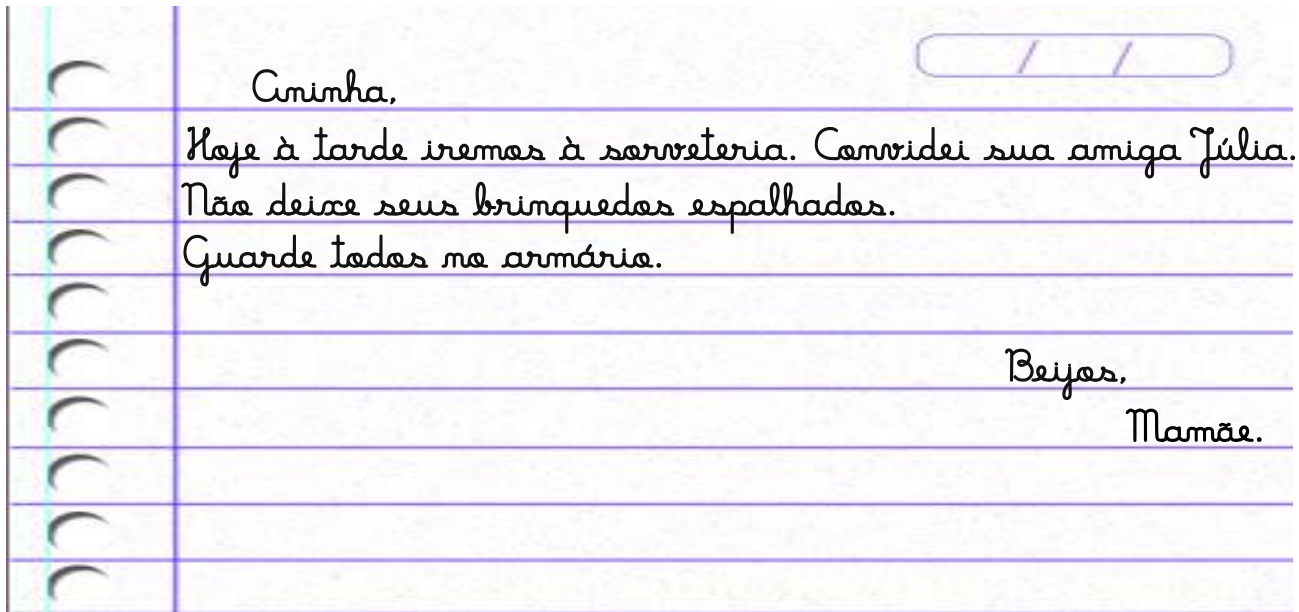 Aninha,
Hoje à tarde iremos à sorveteria. Convidei sua amiga Júlia.
Não deixe seus brinquedos espalhados.
Guarde todos no armário.
Beijos,
Mamãe.